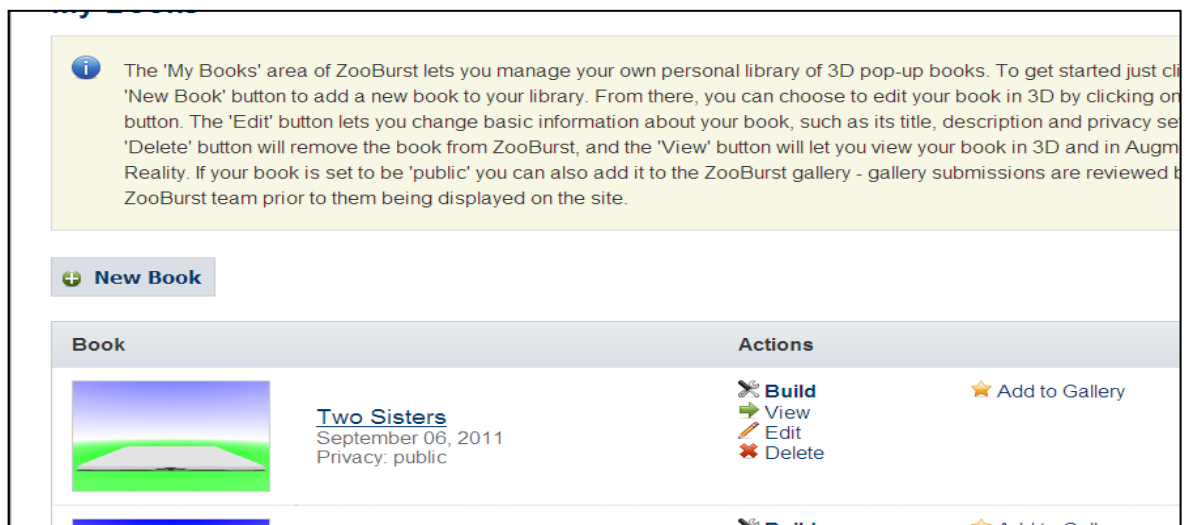 My Books
The 'My Books' area of ZooBurst lets you manage your own personal library of 3D pop-up books. To get started just
'New Book' button to add a new book to your library. From there, you can choose to edit your book in 3D by clicking on
button. The 'Edit' button lets you change basic information about your book, such as its title, description and privacy
'Delete' button will remove the book from ZooBurst, and the 'View' button will let you view your book in 3D and in
Reality. If your book is set to be 'public' you can also add it to the ZooBurst gallery - gallery submissions are reviewed
ZooBurst team prior to them being displayed on the site.
New Book
Book Actions
Build Add to Gallery
Two Sisters View
September 06, 2011 Edit
Privacy: public Delete